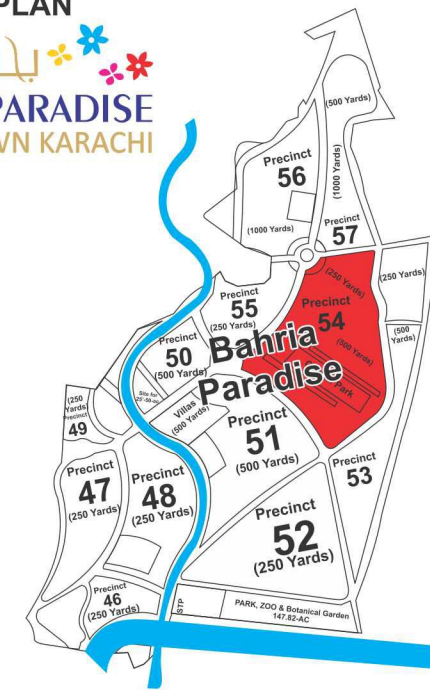 PLAN
PARADISE
WN KARACHI
(500 Yards)
Precinct
56
(1000 Yards)
(1000 Yards)
Precinct
57
(250 Yards)
(250 Yards)
Precinct
54
(500 Yards)
(500
Yards)
Park
Precinct
55
(250 Yards)
Bahria
Paradise
Precinct
50
(500 Yards)
Site for
Villas
(500 Yards)
(250
Yards)
Precinct
49
Precinct
51
(500 Yards)
Precinct
47
(250 Yards)
Precinct
48
(250 Yards)
Precinct
53
Precinct
52
(250 Yards)
Precinct
46
(250 Yards)
STP
PARK, ZOO & Botanical Garden
147.82-AC